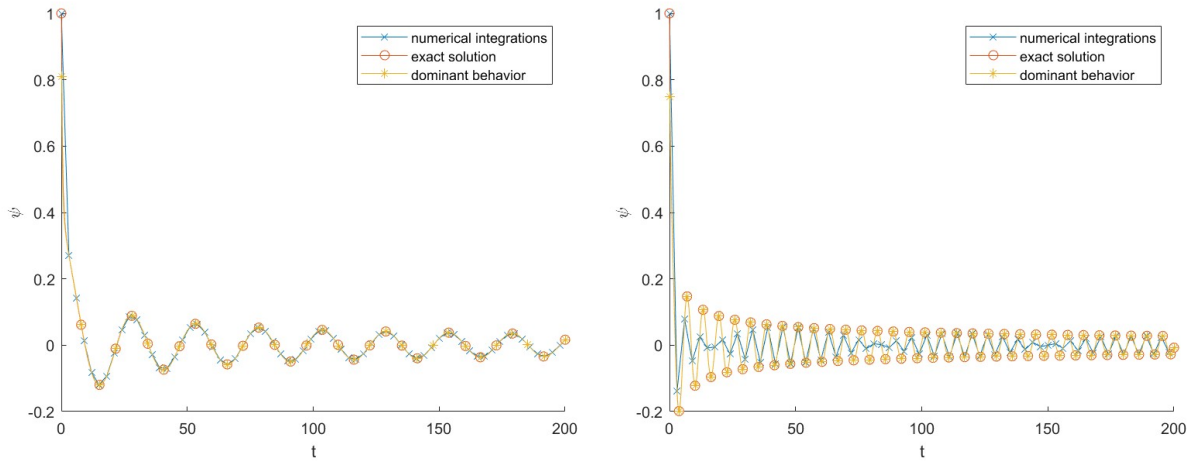 1
0.8
0.6
0.4
0.2
0
-0.2
ψ
0
50
100
150
200
t
numerical integrations
exact solution
dominant behavior
1
0.8
0.6
0.4
0.2
0
-0.2
ψ
0
50
100
150
200
t
numerical integrations
exact solution
dominant behavior